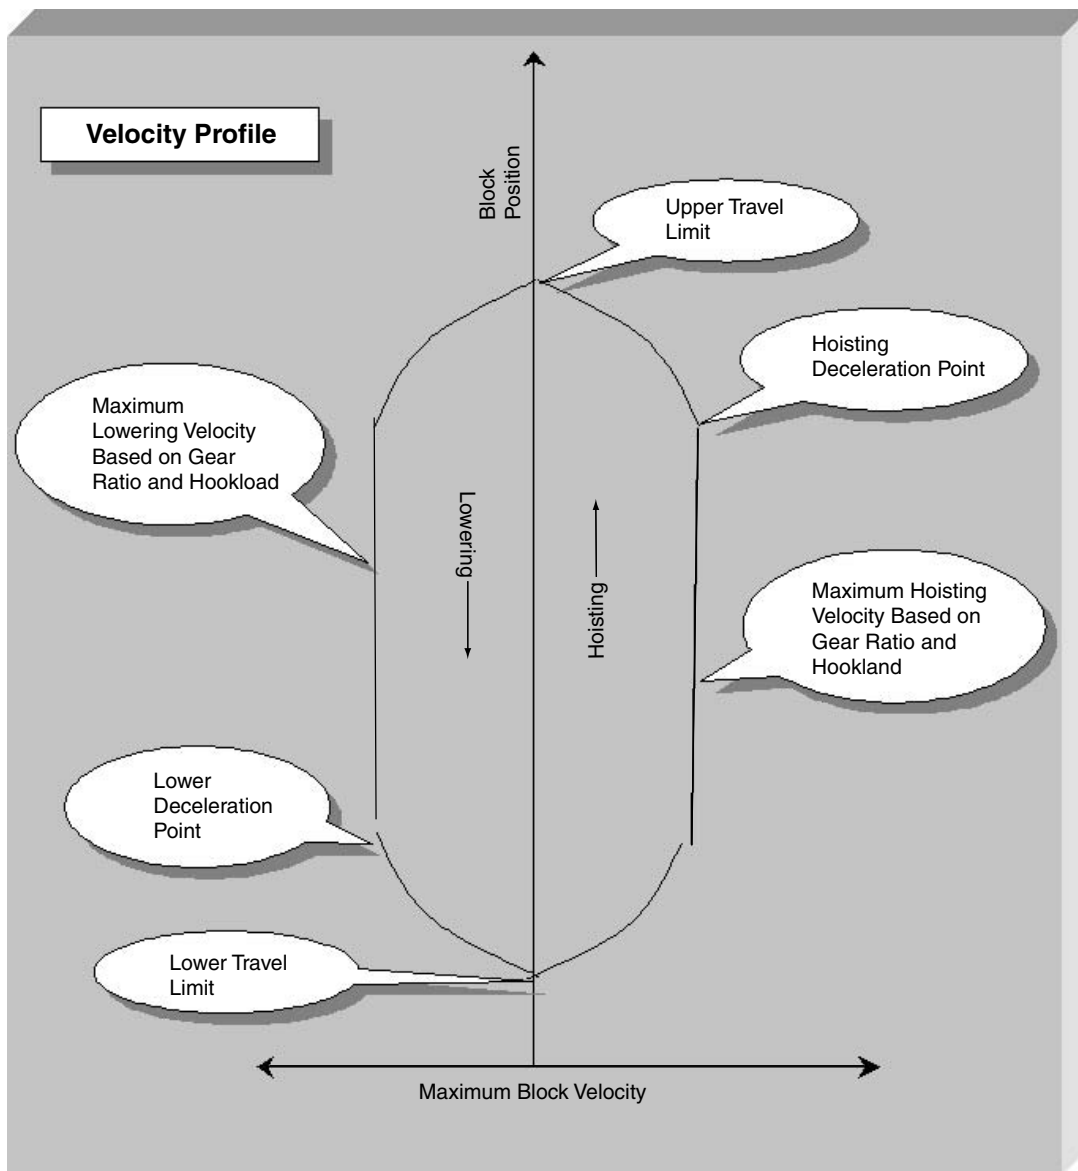 Velocity Profile
Block
Position
Upper Travel
Limit
Hoisting
Deceleration Point
Maximum
Lowering Velocity
Based on Gear
Ratio and Hookload
Lowering
Hoisting
Maximum Hoisting
Velocity Based on
Gear Ratio and
Hookland
Lower
Deceleration
Point
Lower Travel
Limit
Maximum Block Velocity